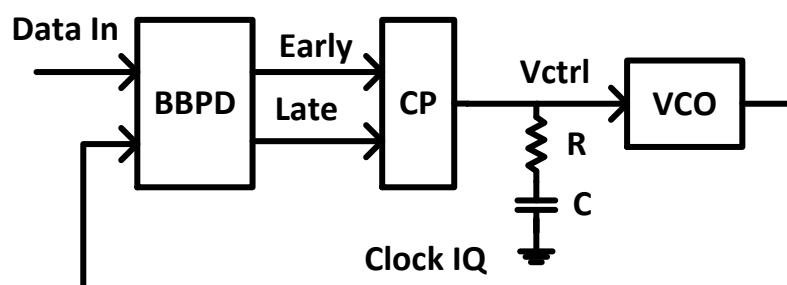 Data In
BBPD
Early
Late
CP
Vctrl
VCO
R
C
Clock IQ